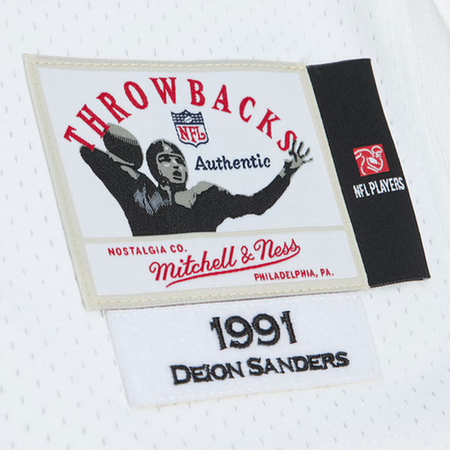 THROWBACKS
NFL
Authentic
NFL PLAYERS
NOSTALGIA CO.
Mitchell & Ness
PHILADELPHIA, PA.
1991
DEION SANDERS